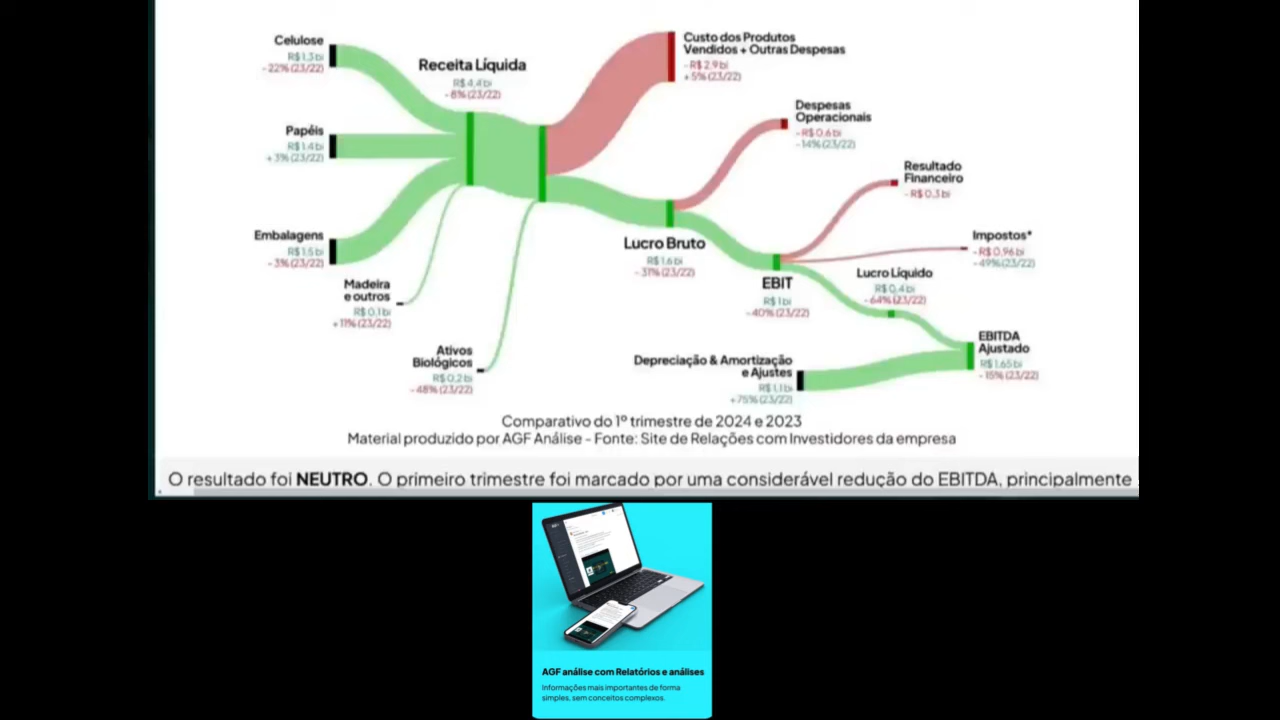 Celulose
R$ 1,3 bi
- 22% (23/22)
Receita Líquida
R$ 4,4 bi
- 8% (23/22)
Custo dos Produtos
Vendidos + Outras Despesas
- R$ 2,9 bi
+ 5% (23/22)
Papéis
R$ 1,4 bi
+ 3% (23/22)
Despesas
Operacionais
- R$ 0,6 bi
- 14% (23/22)
Resultado
Financeiro
- R$ 0,3 bi
Embalagens
R$ 1,5 bi
- 3% (23/22)
Lucro Bruto
R$ 1,6 bi
- 31% (23/22)
Impostos*
- R$ 0,96 bi
- 49% (23/22)
EBIT
R$ 1 bi
- 40% (23/22)
Lucro Líquido
R$ 0,4 bi
- 64% (23/22)
Madeira
e outros
R$ 0,1 bi
+ 11% (23/22)
Ativos
Biológicos
R$ 0,2 bi
- 48% (23/22)
Depreciação & Amortização
e Ajustes
R$ 1,1 bi
+75% (23/22)
EBITDA
Ajustado
R$ 1,65 bi
- 15% (23/22)
Comparativo do 1º trimestre de 2024 e 2023
Material produzido por AGF Análise - Fonte: Site de Relações com Investidores da empresa
O resultado foi NEUTRO. O primeiro trimestre foi marcado por uma considerável redução do EBITDA, principalmente
AGF análise com Relatórios e análises
Informações mais importantes de forma
simples, sem conceitos complexos.